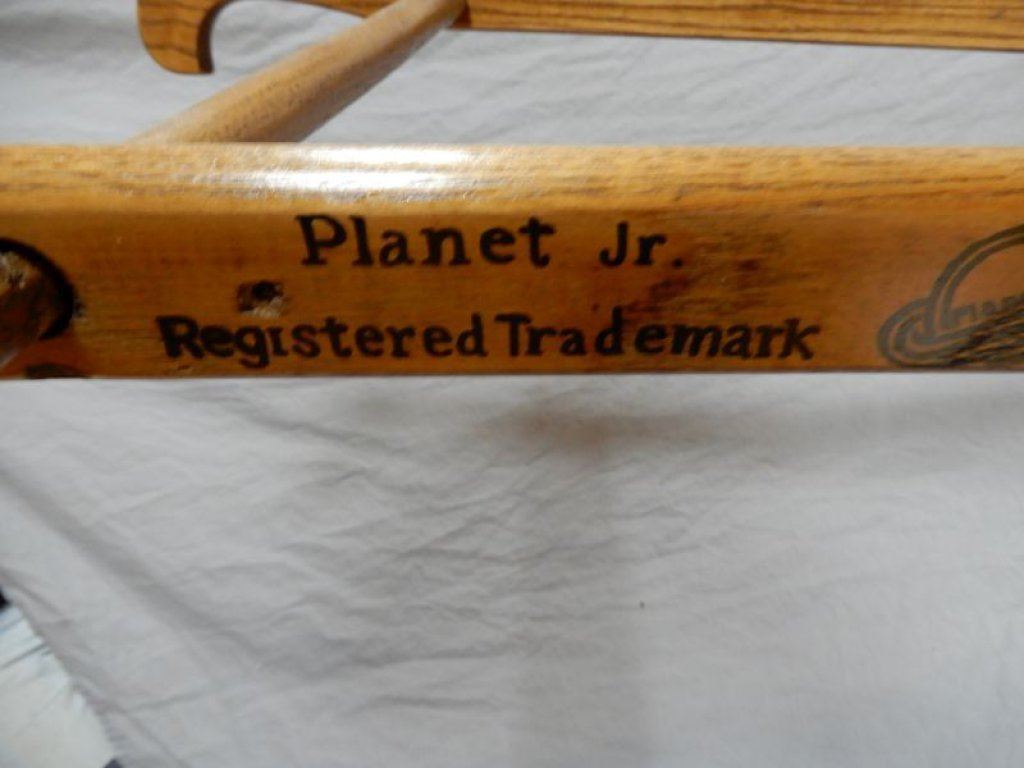 Planet Jr.
Registered Trademark